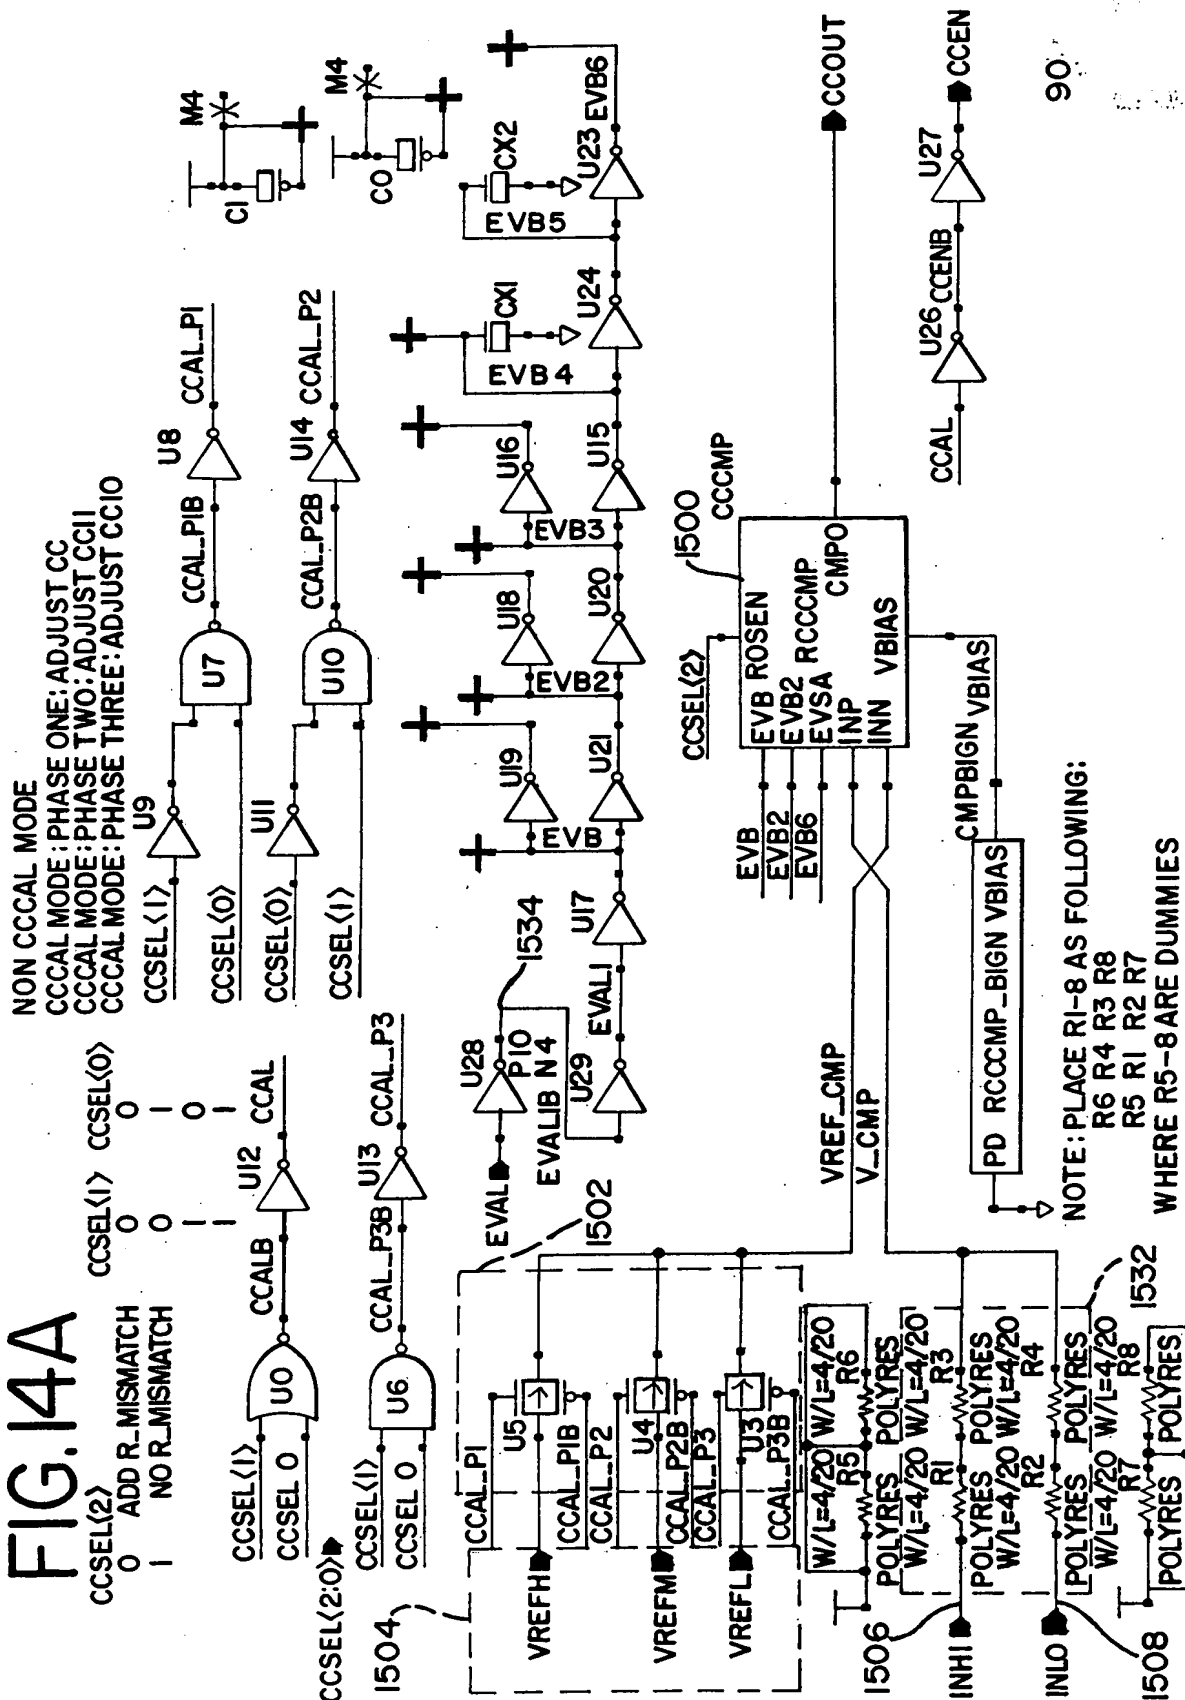 FIG. 14A
CCSEL⟨2⟩ CCSEL⟨1⟩ CCSEL⟨0⟩
0 ADD R_MISMATCH 0 0 NON CCCAL MODE
1 NO R_MISMATCH 0 1 CCCAL MODE: PHASE ONE: ADJUST CC
1 0 CCCAL MODE: PHASE TWO: ADJUST CC11
1 1 CCCAL MODE: PHASE THREE: ADJUST CC10
CCSEL⟨1⟩
CCSEL 0
U0
CCALB
U12
CCAL
CCSEL⟨2:0⟩
CCSEL⟨1⟩
CCSEL 0
U6
CCAL_P3B
U13
CCAL_P3
CCSEL⟨1⟩
U9
CCSEL⟨0⟩
U7
CCAL_P1B
U8
CCAL_P1
CCSEL⟨0⟩
U11
CCSEL⟨1⟩
U10
CCAL_P2B
U14
CCAL_P2
C1
M4
C0
M4
EVAL
U28
P10
EVALIB N4
1534
U29
EVAL1
U17
EVB
U19
U21
EVB2
U18
U20
EVB3
U16
U15
EVB4
CX1
U24
EVB5
CX2
U23
EVB6
1504
1502
VREFH
CCAL_P1
U5
CCAL_P1B
VREFM
CCAL_P2
U4
CCAL_P2B
VREFL
CCAL_P3
U3
CCAL_P3B
VREF_CMP
V_CMP
EVB
EVB2
EVB6
CCSEL⟨2⟩
1500
CCCMP
EVB ROSEN
EVB2
EVSA RCCCMP
INP CMPO
INN VBIAS
CCOUT
CCAL
U26
CCENB
U27
CCEN
90
CMPBIGN
VBIAS
PD RCCCMP_BIGN VBIAS
W/L=4/20 W/L=4/20
R5 R6
POLYRES POLYRES
1506
INHI
W/L=4/20 W/L=4/20
R1 R3
POLYRES POLYRES
INLO
W/L=4/20 W/L=4/20
R2 R4
POLYRES POLYRES
1508
1532
W/L=4/20 W/L=4/20
R7 R8
POLYRES POLYRES
NOTE: PLACE R1-8 AS FOLLOWING:
R6 R4 R3 R8
R5 R1 R2 R7
WHERE R5-8 ARE DUMMIES